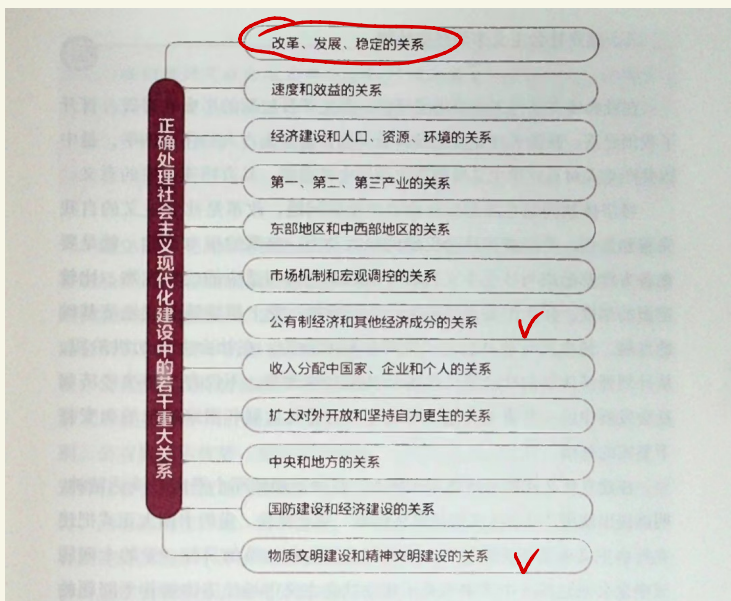 正确处理社会主义现代化建设中的若干重大关系
改革、发展、稳定的关系
速度和效益的关系
经济建设和人口、资源、环境的关系
第一、第二、第三产业的关系
东部地区和中西部地区的关系
市场机制和宏观调控的关系
公有制经济和其他经济成分的关系
收入分配中国家、企业和个人的关系
扩大对外开放和坚持自力更生的关系
中央和地方的关系
国防建设和经济建设的关系
物质文明建设和精神文明建设的关系